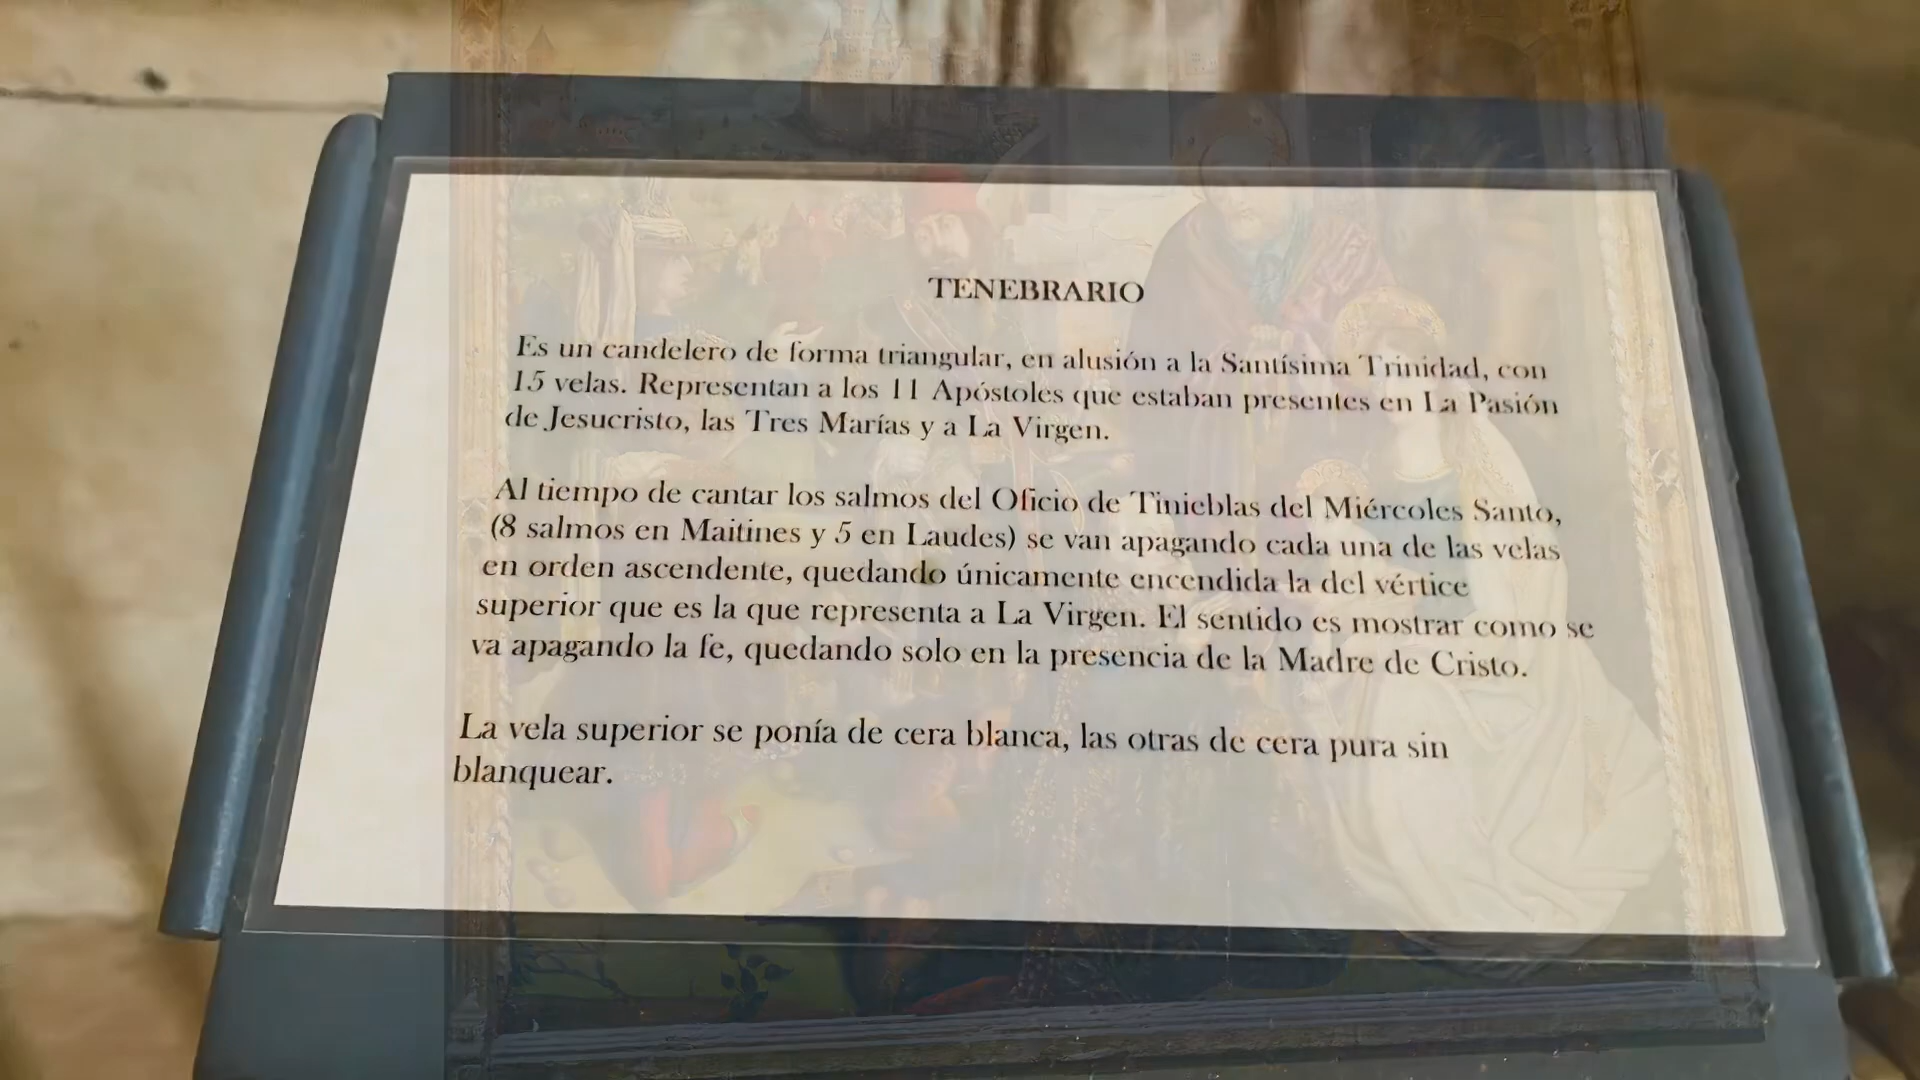 TENEBRARIO
Es un candelero de forma triangular, en alusión a la Santísima Trinidad, con
15 velas. Representan a los 11 Apóstoles que estaban presentes en La Pasión
de Jesucristo, las Tres Marías y a La Virgen.
Al tiempo de cantar los salmos del Oficio de Tinieblas del Miércoles Santo,
(8 salmos en Maitines y 5 en Laudes) se van apagando cada una de las velas
en orden ascendente, quedando únicamente encendida la del vértice
superior que es la que representa a La Virgen. El sentido es mostrar como se
va apagando la fe, quedando solo en la presencia de la Madre de Cristo.
La vela superior se ponía de cera blanca, las otras de cera pura sin
blanquear.